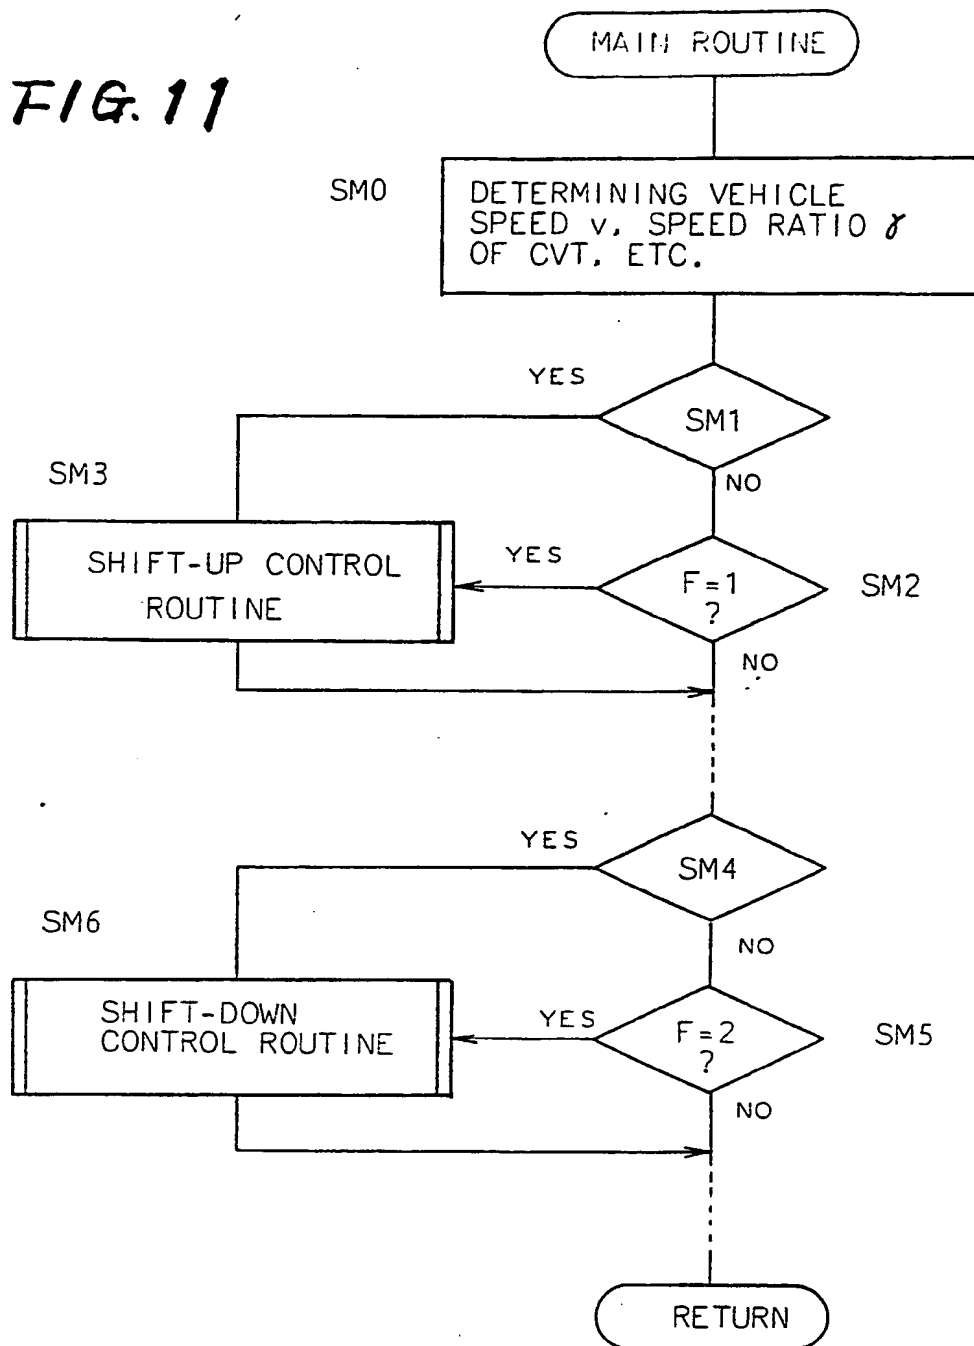 FIG. 11
MAIN ROUTINE
SM0
DETERMINING VEHICLE
SPEED v. SPEED RATIO γ
OF CVT. ETC.
YES
SM1
NO
SM3
SHIFT-UP CONTROL
ROUTINE
YES
F=1
?
SM2
NO
YES
SM4
NO
SM6
SHIFT-DOWN
CONTROL ROUTINE
YES
F=2
?
SM5
NO
RETURN